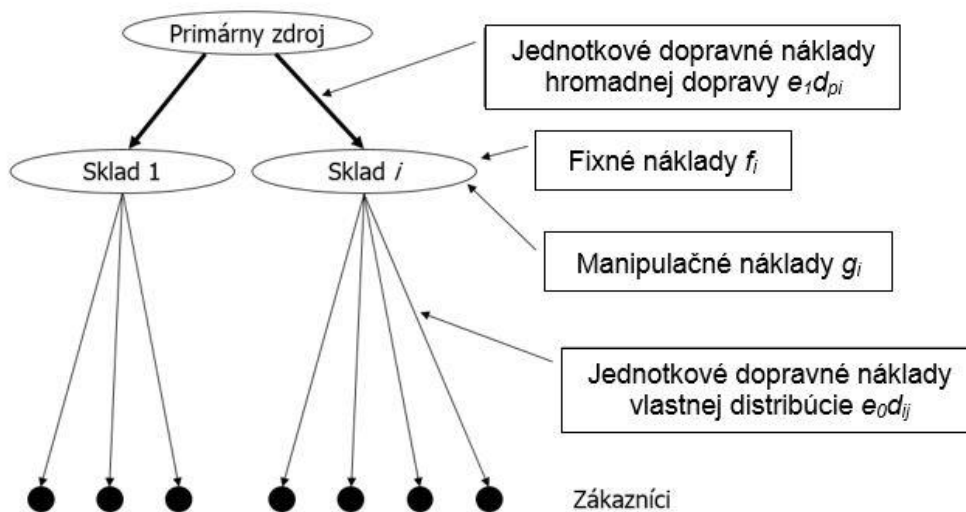 Primárny zdroj
Jednotkové dopravné náklady
hromadnej dopravy e₁dₚᵢ
Sklad 1
Sklad i
Fixné náklady fᵢ
Manipulačné náklady gᵢ
Jednotkové dopravné náklady
vlastnej distribúcie e₀dᵢⱼ
Zákazníci